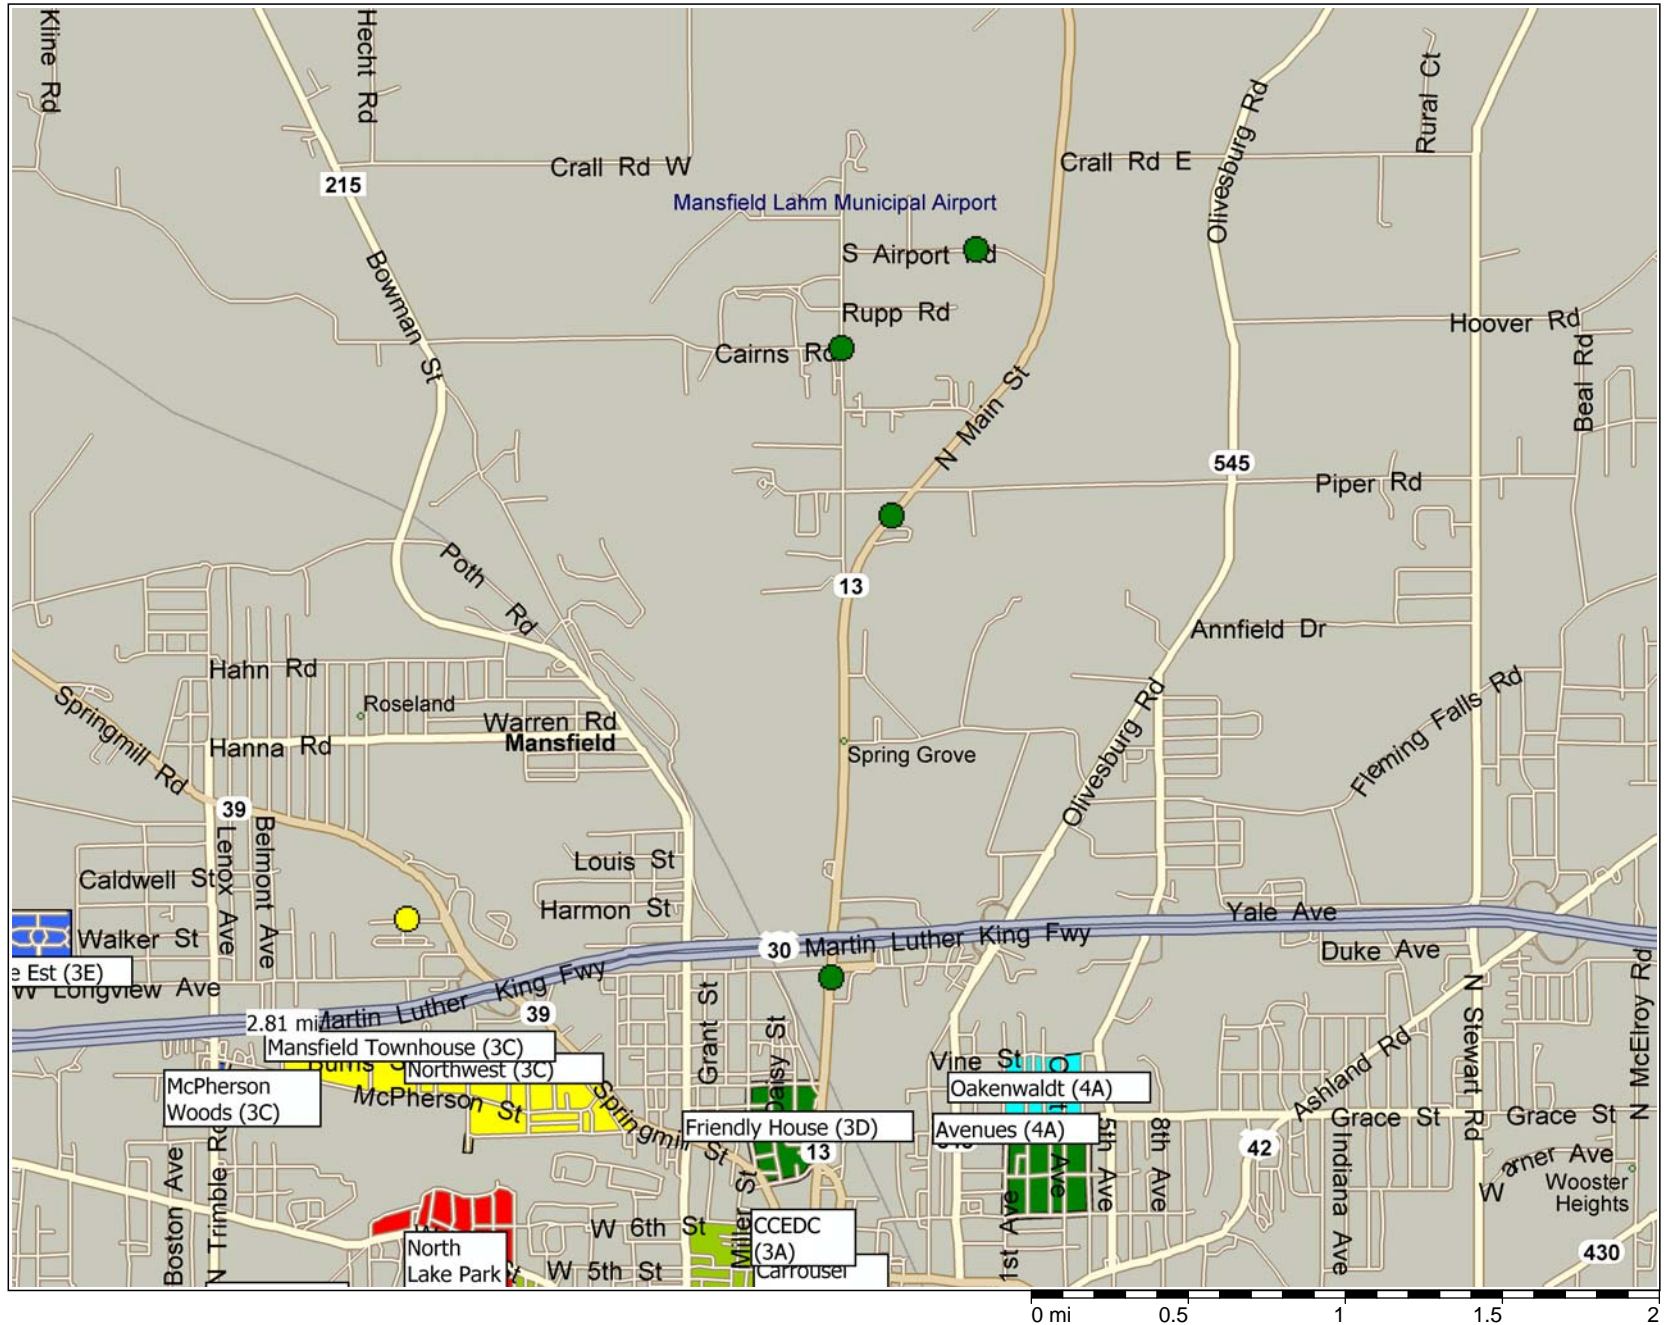 Kline Rd
Hecht Rd
Rural Ct
Olivesburg Rd
Crall Rd W
Crall Rd E
215
Mansfield Lahm Municipal Airport
S Airport Rd
Bowman St
Rupp Rd
Hoover Rd
Cairns Rd
Beal Rd
N Main St
545
Piper Rd
Poth Rd
13
Annfield Dr
Hahn Rd
Springmill Rd
Roseland
Warren Rd
Hanna Rd
Mansfield
Spring Grove
Olivesburg Rd
Fleming Falls Rd
39
Lenox Ave
Belmont Ave
Louis St
Caldwell St
Harmon St
Yale Ave
Walker St
30
Martin Luther King Fwy
Duke Ave
e Est (3E)
W Longview Ave
Martin Luther King Fwy
2.81 mi
39
Grant St
Daisy St
N Stewart Rd
N McElroy Rd
Mansfield Townhouse (3C)
Burns
Northwest (3C)
Vine St
McPherson
Woods (3C)
McPherson St
Oakenwaldt (4A)
Ashland Rd
Springmill St
Friendly House (3D)
Avenues (4A)
Grace St
Grace St
13
42
5th Ave
8th Ave
Indiana Ave
arner Ave
W
Wooster
Heights
Boston Ave
N Trimble Rd
Miller St
1st Ave
Ave
W 6th St
CCEDC
(3A)
North
Lake Park
W 5th St
Carrousel
430
0 mi 0.5 1 1.5 2